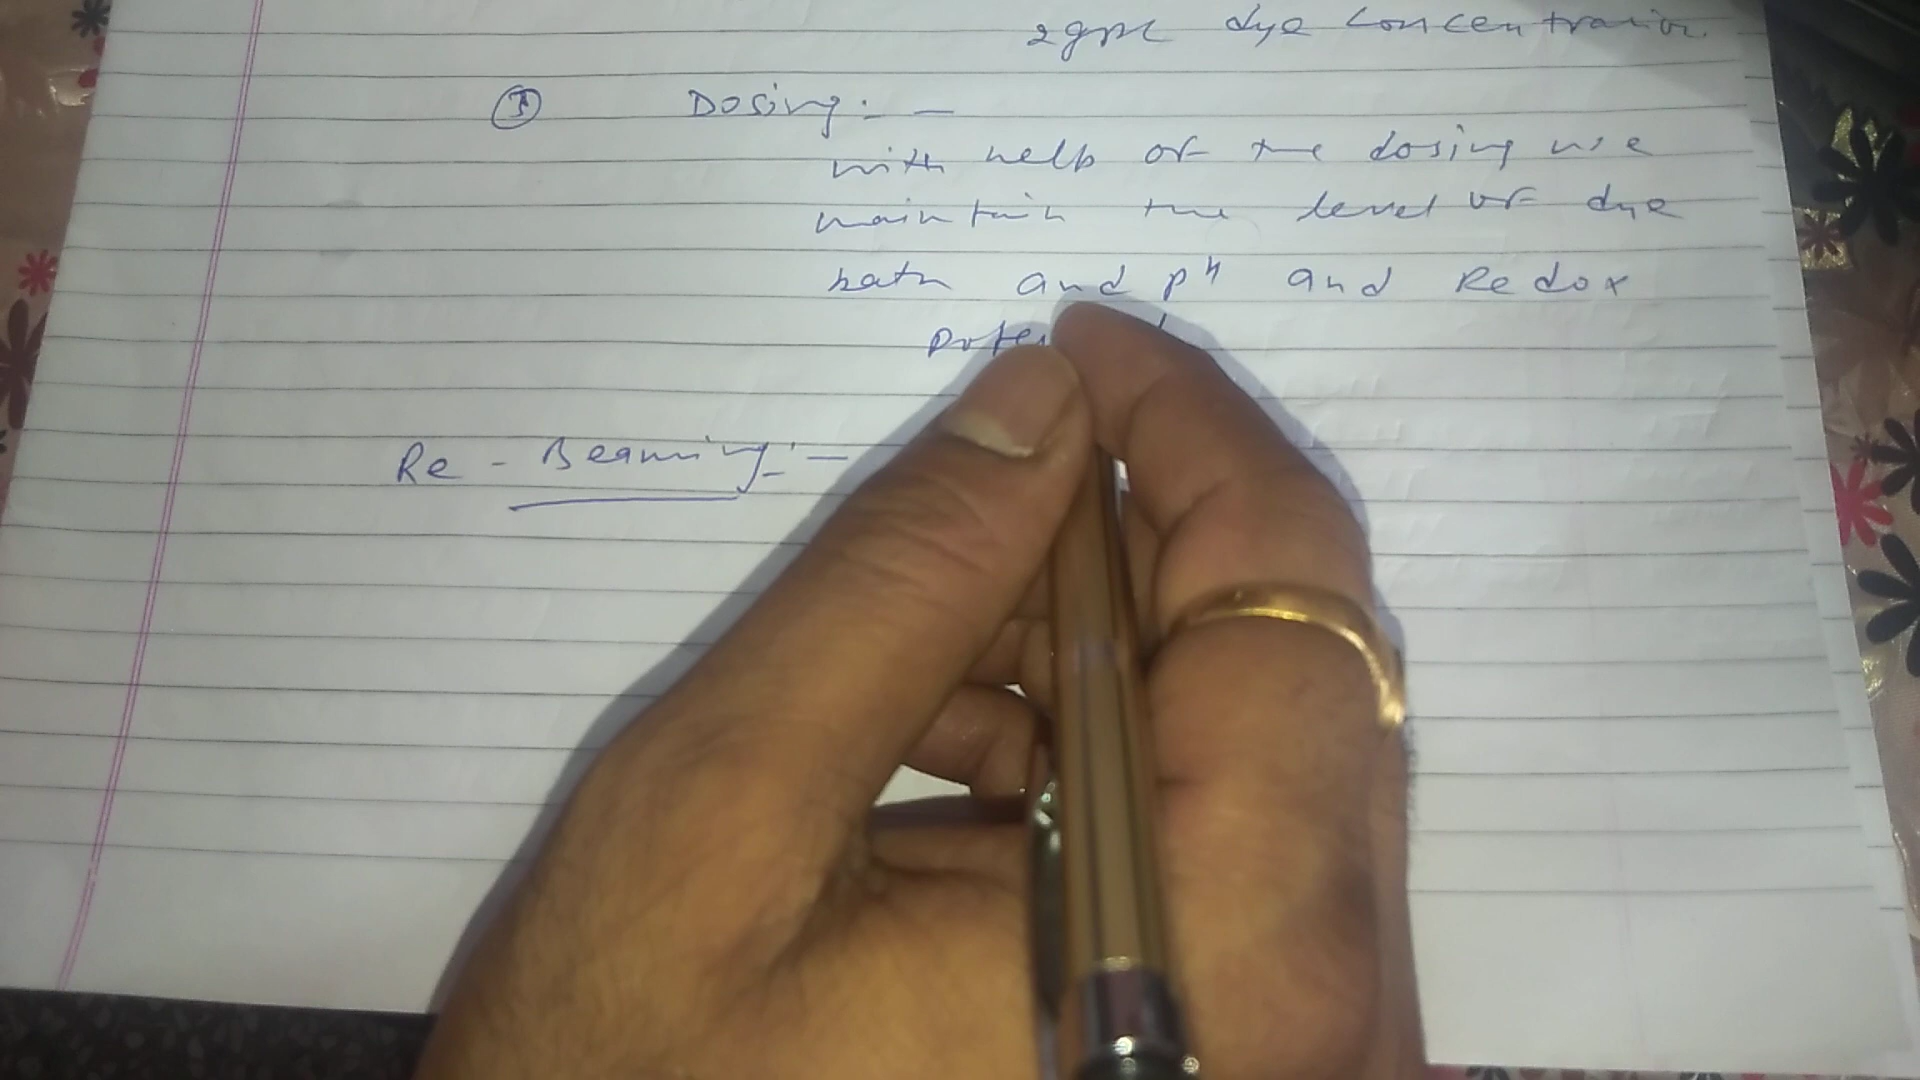 2gpl dye concentration
⑤ Dosing :-
with help of the dosing we
maintain the level of dye
bath and pH and Redox
Re - Beaming :-